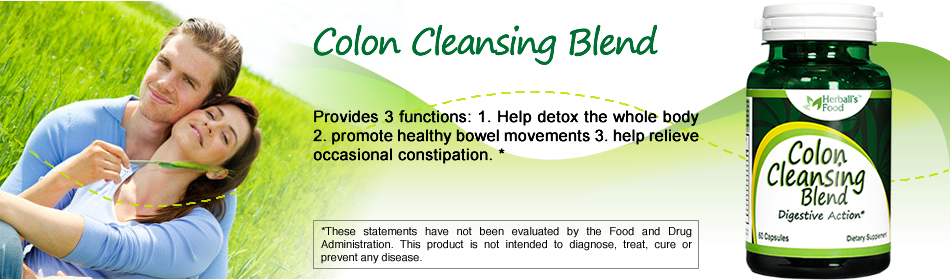 Colon Cleansing Blend
Provides 3 functions: 1. Help detox the whole body
2. promote healthy bowel movements 3. help relieve
occasional constipation. *
*These statements have not been evaluated by the Food and Drug
Administration. This product is not intended to diagnose, treat, cure or
prevent any disease.
Herball's™
Food
Colon
Cleansing
Blend
Digestive Action*
60 Capsules Dietary Supplement